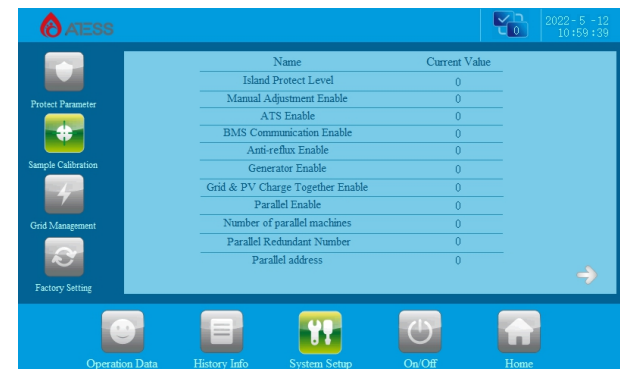 ATESS
0
2022-5-12
10:59:39
Name Current Value
Island Protect Level 0
Manual Adjustment Enable 0
ATS Enable 0
BMS Communication Enable 0
Anti-reflux Enable 0
Generator Enable 0
Grid & PV Charge Together Enable 0
Parallel Enable 0
Number of parallel machines 0
Parallel Redundant Number 0
Parallel address 0
Protect Parameter
Sample Calibration
Grid Management
Factory Setting
Operation Data History Info System Setup On/Off Home